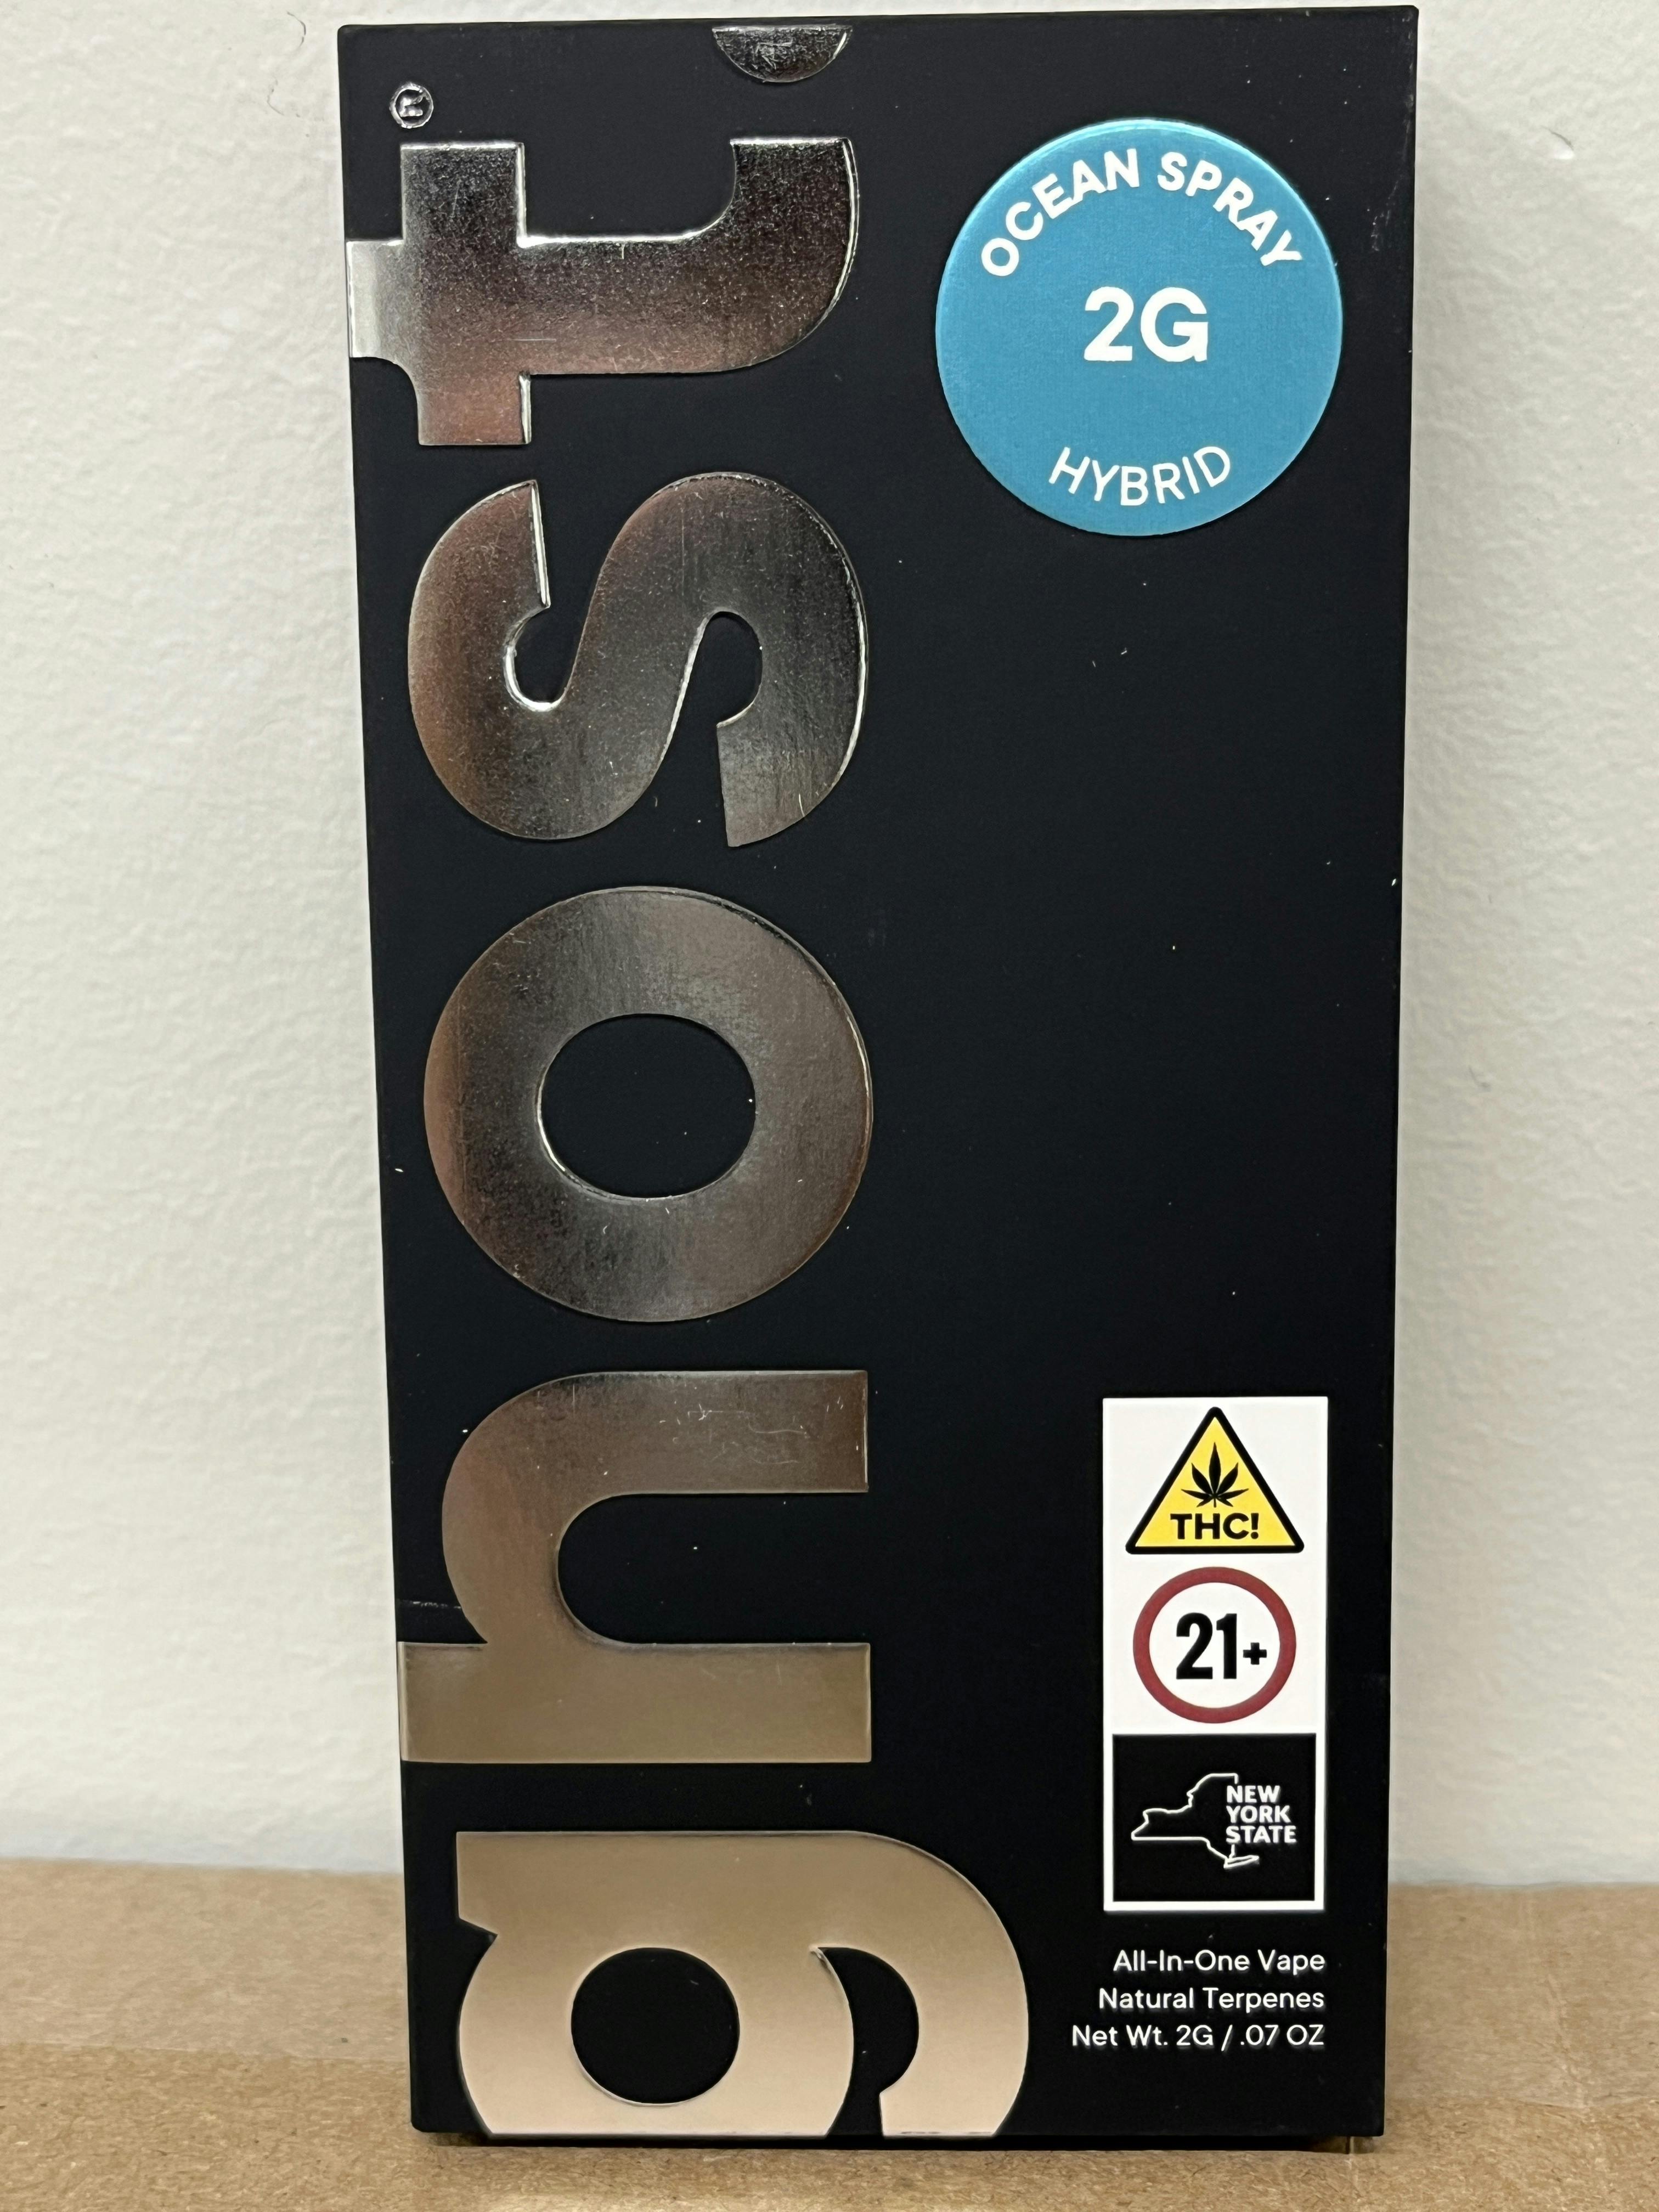 ghost.®
OCEAN SPRAY
2G
HYBRID
THC!
21+
NEW
YORK
STATE
All-In-One Vape
Natural Terpenes
Net Wt. 2G / .07 OZ